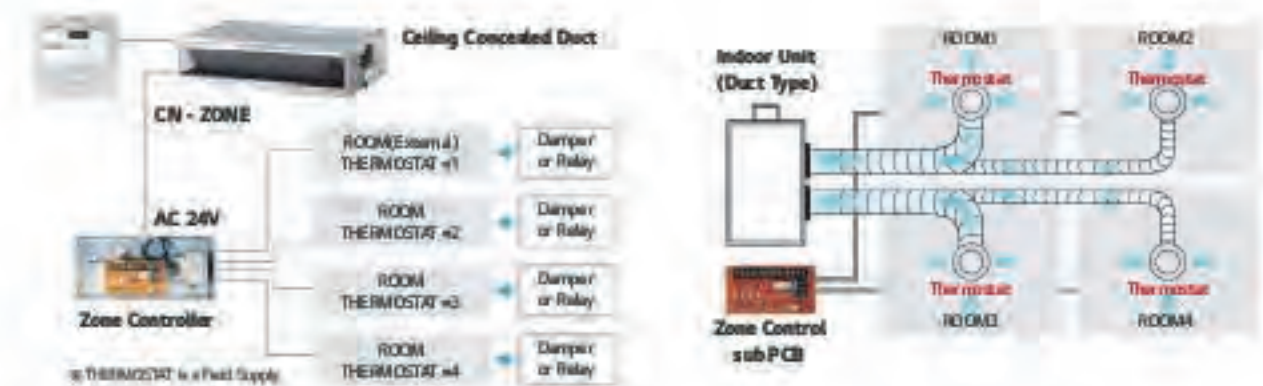 Ceiling Concealed Duct
CN - ZONE
ROOM(External)
THERMOSTAT #1
Damper
or Relay
AC 24V
ROOM
THERMOSTAT #2
Damper
or Relay
ROOM
THERMOSTAT #3
Damper
or Relay
Zone Controller
ROOM
THERMOSTAT #4
Damper
or Relay
※ THERMOSTAT is a Field Supply
Indoor Unit
(Duct Type)
ROOM1
Thermostat
ROOM2
Thermostat
Thermostat
ROOM3
Thermostat
ROOM4
Zone Control
sub PCB